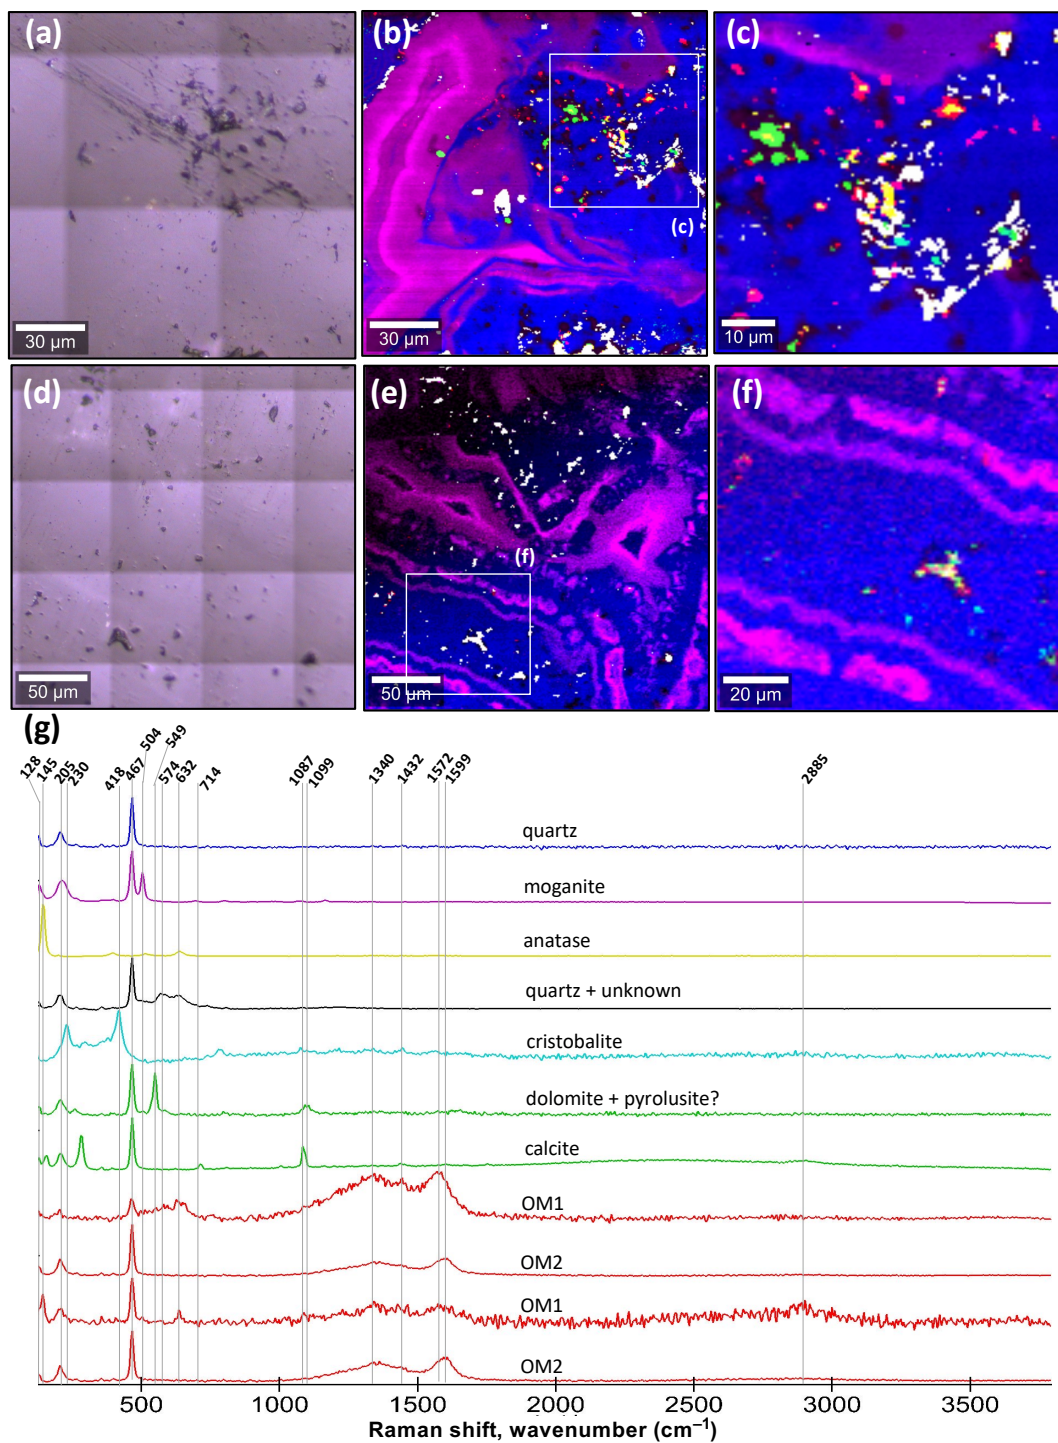 (a)
30 µm
(b)
(c)
30 µm
(c)
10 µm
(d)
50 µm
(e)
(f)
50 µm
(f)
20 µm
(g)
128 145 205 230 418 467 504 549 574 632 714 1087 1099 1340 1432 1572 1599 2885
quartz
moganite
anatase
quartz + unknown
cristobalite
dolomite + pyrolusite?
calcite
OM1
OM2
OM1
OM2
500 1000 1500 2000 2500 3000 3500
Raman shift, wavenumber (cm⁻¹)